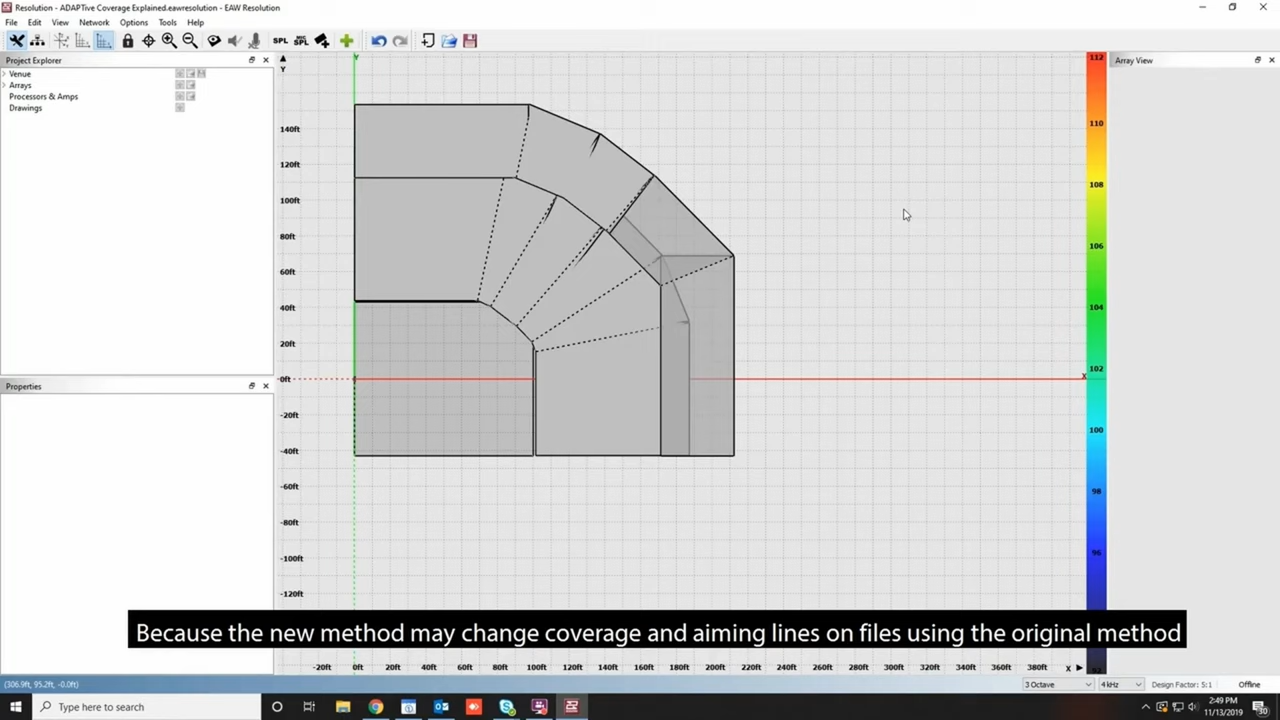 Resolution - ADAPTive Coverage Explained.eawresolution - EAW Resolution
File Edit View Network Options Tools Help
SPL MIC SPL
Project Explorer
Venue
Arrays
Processors & Amps
Drawings
Properties
Array View
Y
Y
140ft
120ft
100ft
80ft
60ft
40ft
20ft
0ft
-20ft
-40ft
-60ft
-80ft
-100ft
-120ft
X
112
110
108
106
104
102
100
98
96
Because the new method may change coverage and aiming lines on files using the original method
-20ft 0ft 20ft 40ft 60ft 80ft 100ft 120ft 140ft 160ft 180ft 200ft 220ft 240ft 260ft 280ft 300ft 320ft 340ft 360ft 380ft X
(306.9ft, 95.2ft, -0.0ft)
3 Octave 4 kHz Design Factor: 5:1 Offline
Type here to search
2:49 PM
11/13/2019
30